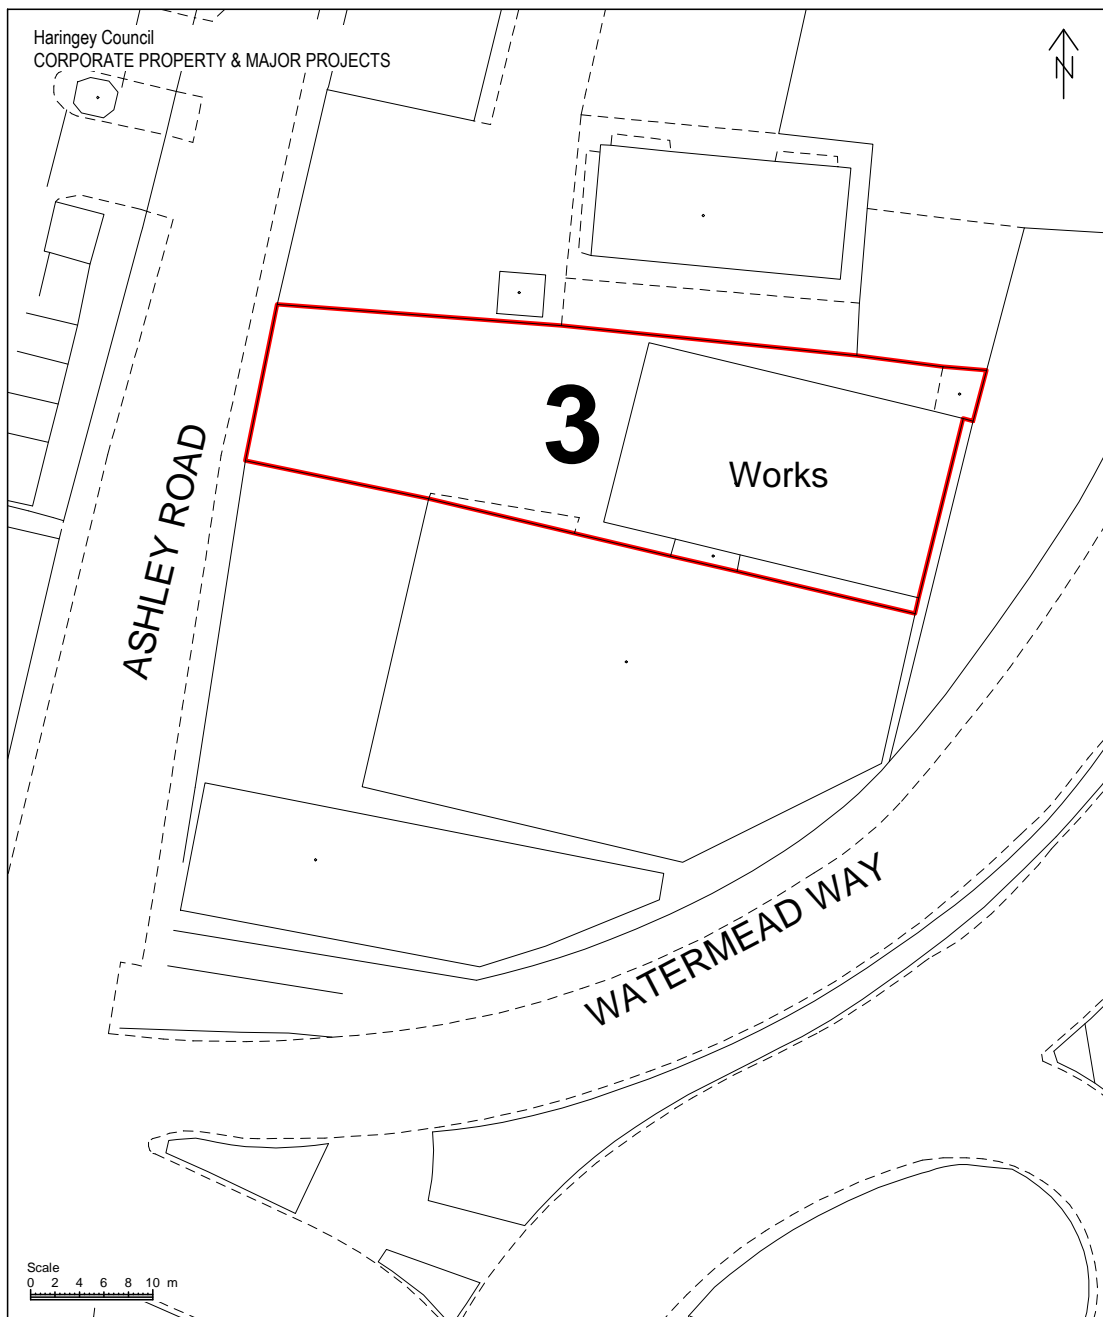 Haringey Council
CORPORATE PROPERTY & MAJOR PROJECTS
N
3
Works
ASHLEY ROAD
WATERMEAD WAY
Scale
0 2 4 6 8 10 m